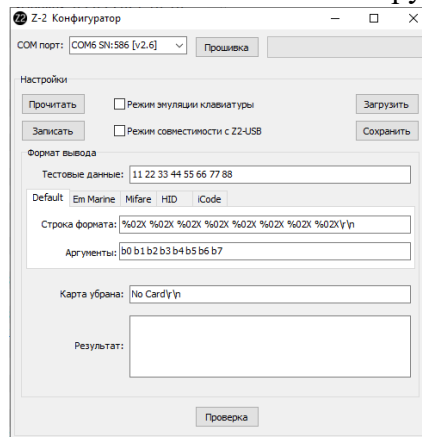 Z-2 Конфигуратор
COM порт: COM6 SN:586 [v2.6] Прошивка
Настройки
Прочитать Режим эмуляции клавиатуры Загрузить
Записать Режим совместимости с Z2-USB Сохранить
Формат вывода
Тестовые данные: 11 22 33 44 55 66 77 88
Default Em Marine Mifare HID iCode
Строка формата: %02X %02X %02X %02X %02X %02X %02X %02X\r\n
Аргументы: b0 b1 b2 b3 b4 b5 b6 b7
Карта убрана: No Card\r\n
Результат:
Проверка